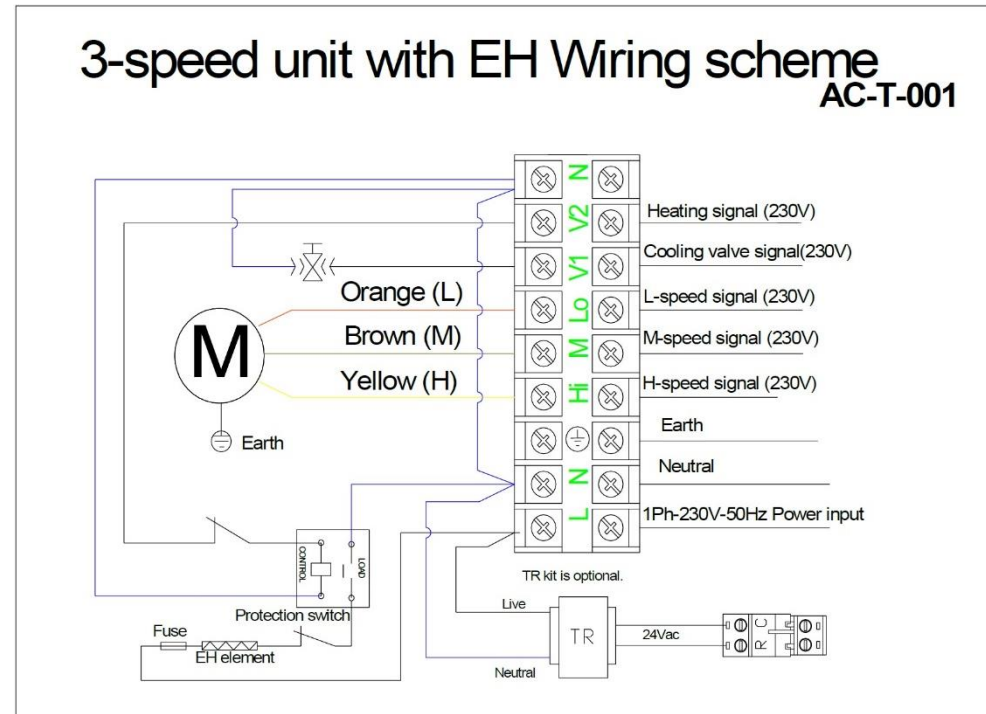 3-speed unit with EH Wiring scheme
AC-T-001
N
V2
Heating signal (230V)
V1
Cooling valve signal(230V)
Orange (L)
Lo
L-speed signal (230V)
Brown (M)
M
M-speed signal (230V)
M
Yellow (H)
Hi
H-speed signal (230V)
Earth
Earth
N
Neutral
L
1Ph-230V-50Hz Power input
CONTROL
LOAD
TR kit is optional.
Live
Protection switch
Fuse
EH element
TR
24Vac
R C
Neutral